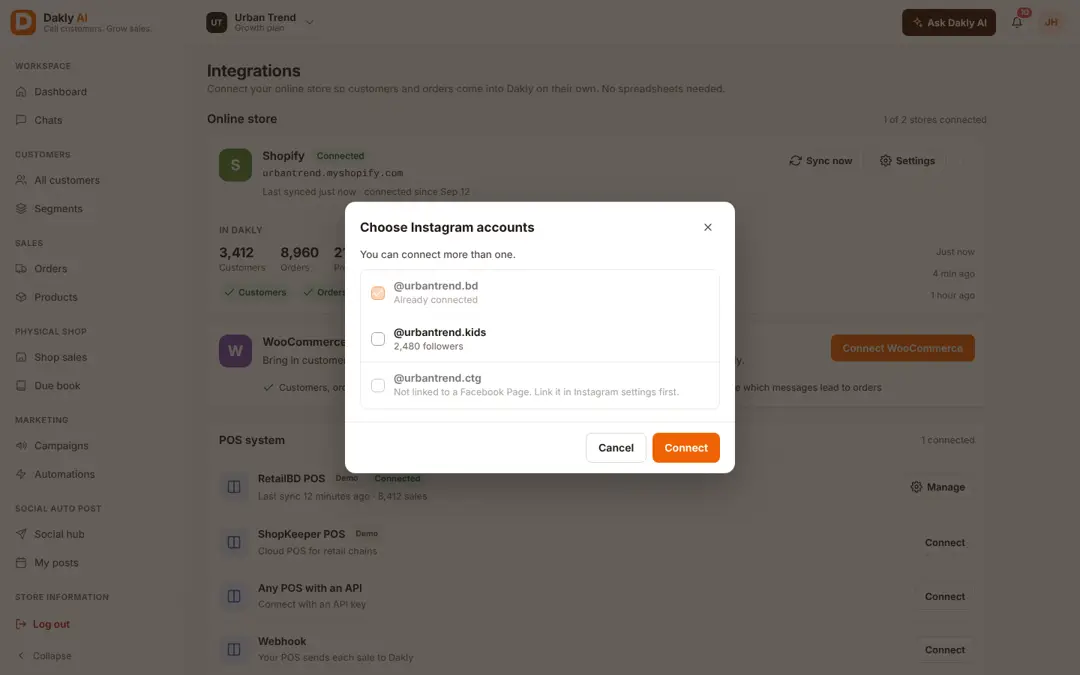 Dakly AI
Call customers. Grow sales.
UT
Urban Trend
Growth plan
Ask Dakly AI
JH
WORKSPACE
Dashboard
Chats
CUSTOMERS
All customers
Segments
SALES
Orders
Products
PHYSICAL SHOP
Shop sales
Due book
MARKETING
Campaigns
Automations
SOCIAL AUTO POST
Social hub
My posts
STORE INFORMATION
Log out
Collapse
Integrations
Connect your online store so customers and orders come into Dakly on their own. No spreadsheets needed.
Online store
1 of 2 stores connected
S
Shopify Connected
urbantrend.myshopify.com
Last synced just now · connected since Sep 12
Sync now
Settings
IN DAKLY
3,412
Customers
8,960
Orders
Customers
Orders
Just now
4 min ago
1 hour ago
W
WooCommerce
Bring in
Connect WooCommerce
Customers,
which messages lead to orders
Choose Instagram accounts
You can connect more than one.
@urbantrend.bd
Already connected
@urbantrend.kids
2,480 followers
@urbantrend.ctg
Not linked to a Facebook Page. Link it in Instagram settings first.
Cancel
Connect
POS system
1 connected
RetailBD POS Demo Connected
Last sync 12 minutes ago · 8,412 sales
Manage
ShopKeeper POS Demo
Cloud POS for retail chains
Connect
Any POS with an API
Connect with an API key
Connect
Webhook
Your POS sends each sale to Dakly
Connect